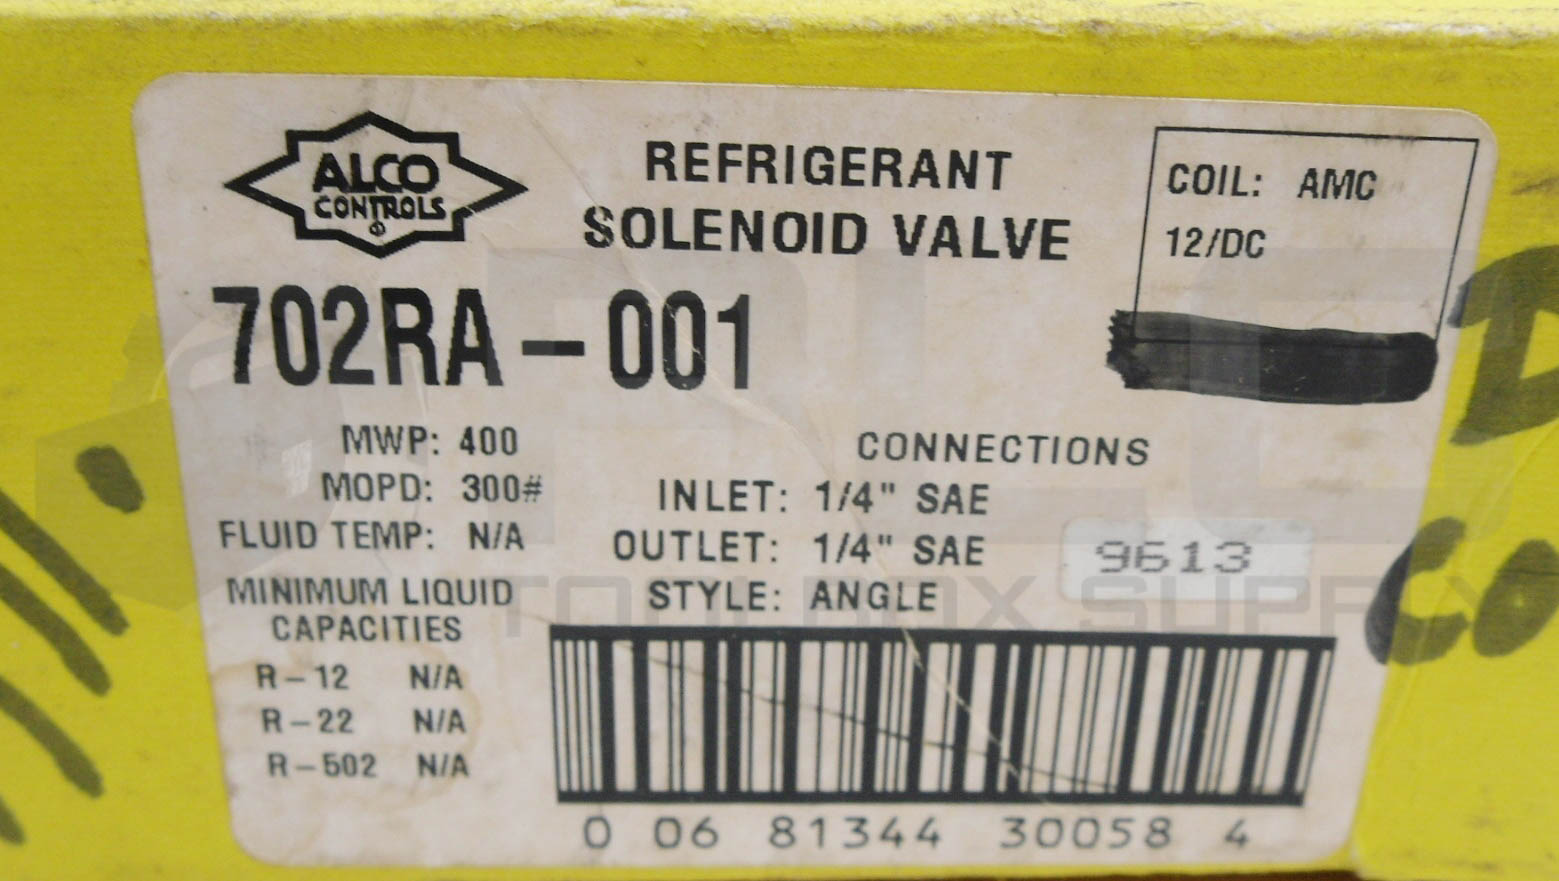 ALCO
CONTROLS
®
REFRIGERANT
SOLENOID VALVE
COIL: AMC
12/DC
702RA-001
MWP: 400
MOPD: 300#
FLUID TEMP: N/A
MINIMUM LIQUID
CAPACITIES
R-12 N/A
R-22 N/A
R-502 N/A
CONNECTIONS
INLET: 1/4" SAE
OUTLET: 1/4" SAE
STYLE: ANGLE
9613
0 06 81344 30058 4
TOOLBOX SUPPLY